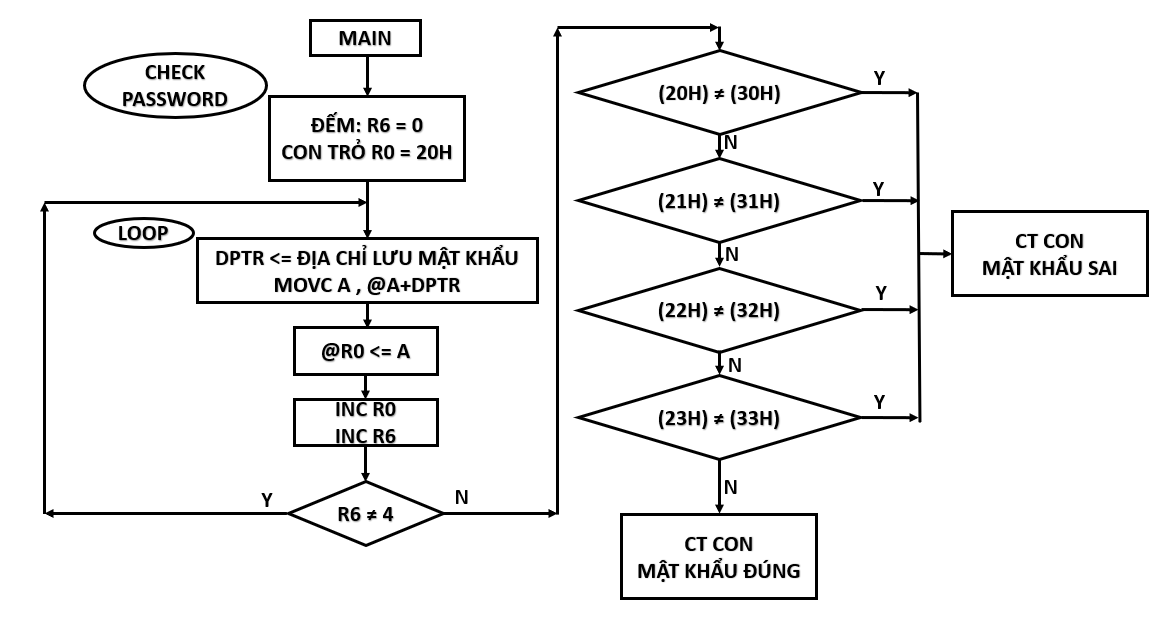 MAIN
CHECK
PASSWORD
ĐẾM: R6 = 0
CON TRỎ R0 = 20H
LOOP
DPTR <= ĐỊA CHỈ LƯU MẬT KHẨU
MOVC A , @A+DPTR
@R0 <= A
INC R0
INC R6
Y
R6 ≠ 4
N
(20H) ≠ (30H)
Y
N
(21H) ≠ (31H)
Y
N
(22H) ≠ (32H)
Y
N
(23H) ≠ (33H)
Y
N
CT CON
MẬT KHẨU SAI
CT CON
MẬT KHẨU ĐÚNG